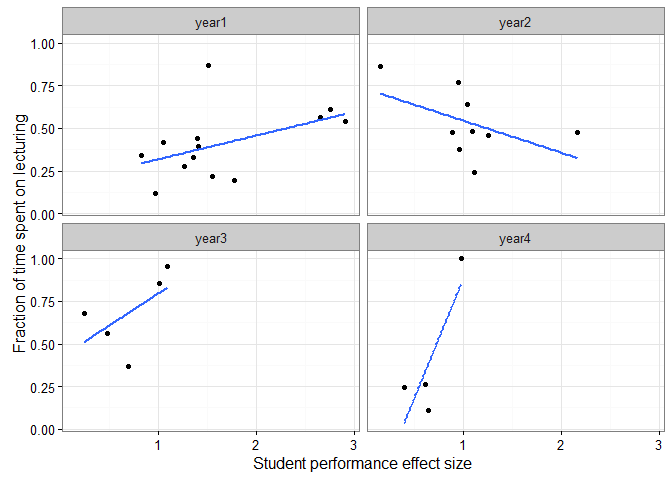 year1
year2
1.00
0.75
0.50
0.25
0.00
year3
year4
1.00
0.75
0.50
0.25
0.00
Fraction of time spent on lecturing
1 2 3
1 2 3
Student performance effect size